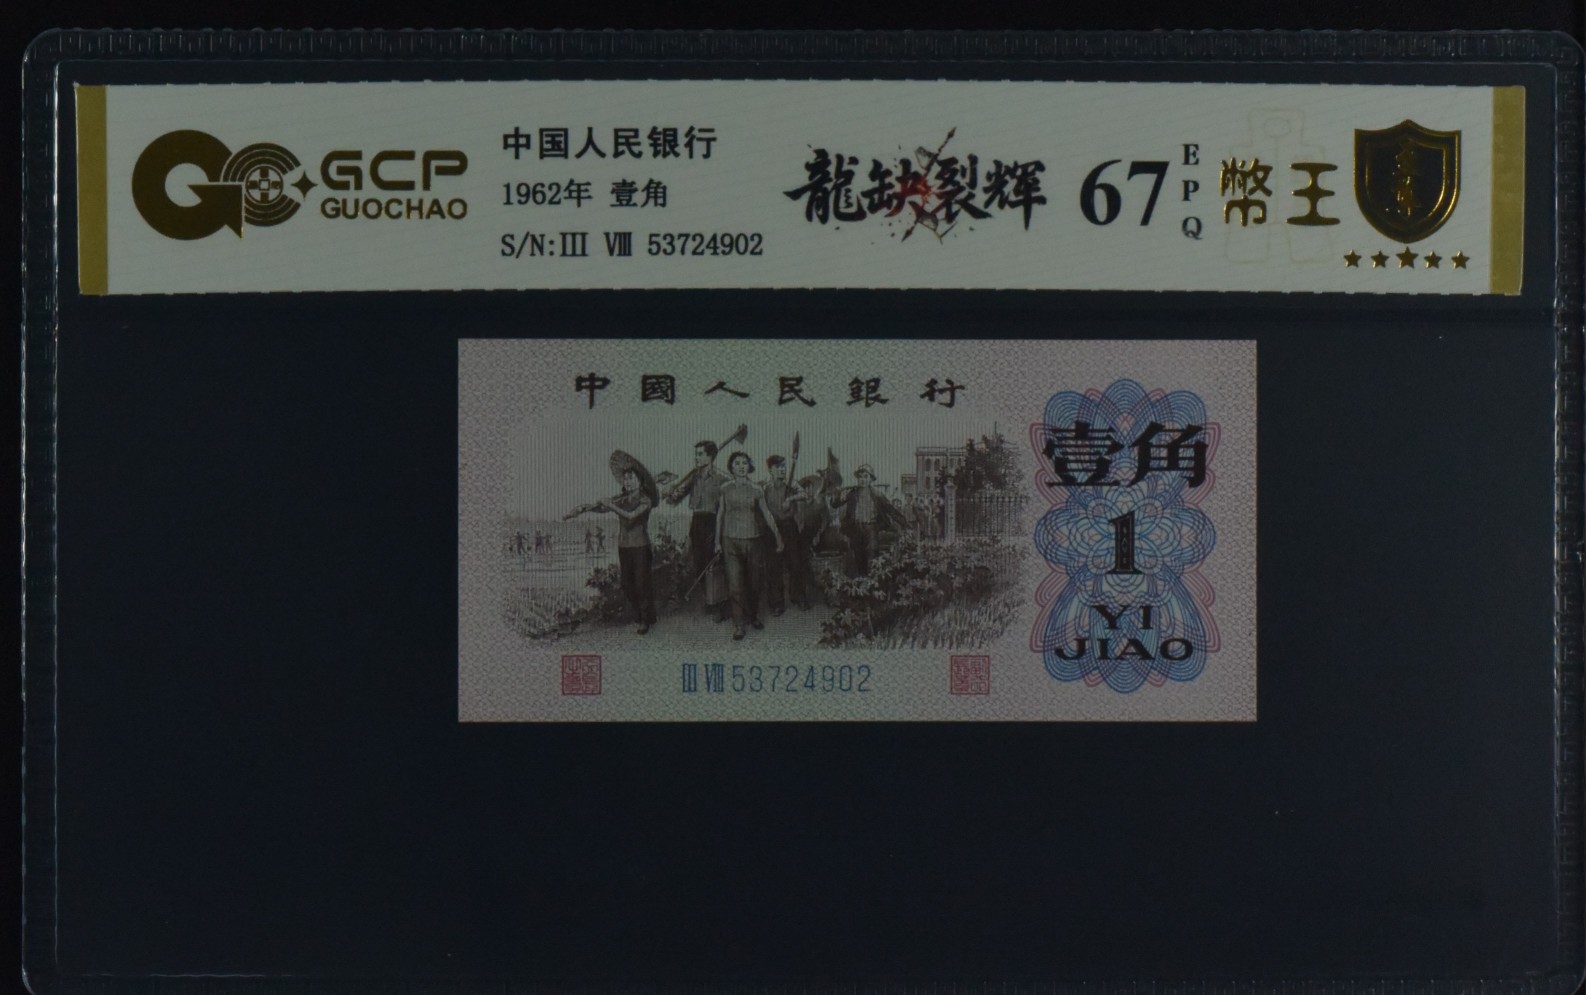 GCP
GUOCHAO
中国人民银行
1962年 壹角
S/N:III VIII 53724902
龍缺裂輝
67
EPQ
幣王
中國人民銀行
壹角
1
YI
JIAO
III VIII 53724902